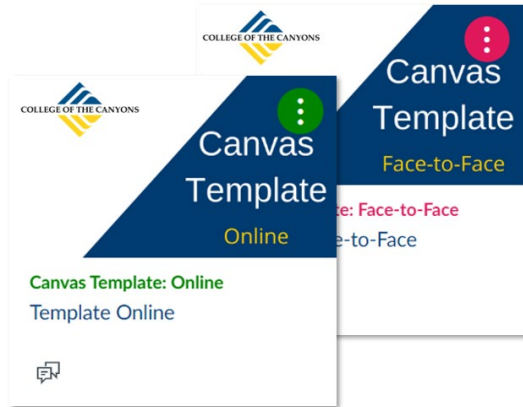 COLLEGE OF THE CANYONS
Canvas
Template
Face-to-Face
te: Face-to-Face
e-to-Face
COLLEGE OF THE CANYONS
Canvas
Template
Online
Canvas Template: Online
Template Online